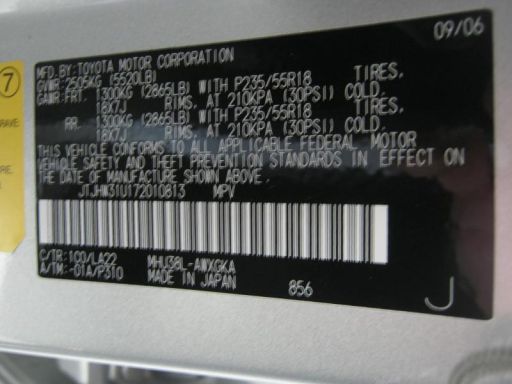 09/06
MFD.BY:TOYOTA MOTOR CORPORATION
GVWR:2505KG (5520LB)
GAWR:FRT. 1300KG (2865LB) WITH P235/55R18 TIRES,
18X7J RIMS, AT 210KPA (30PSI) COLD.
RR. 1300KG (2865LB) WITH P235/55R18 TIRES,
18X7J RIMS, AT 210KPA (30PSI) COLD.
THIS VEHICLE CONFORMS TO ALL APPLICABLE FEDERAL MOTOR
VEHICLE SAFETY AND THEFT PREVENTION STANDARDS IN EFFECT ON
THE DATE OF MANUFACTURE SHOWN ABOVE.
JTJHW31U172010813 MPV
C/TR:1C0/LA22 MHU38L-AWXGKA
A/TM:-01A/P310 MADE IN JAPAN 856
J
7